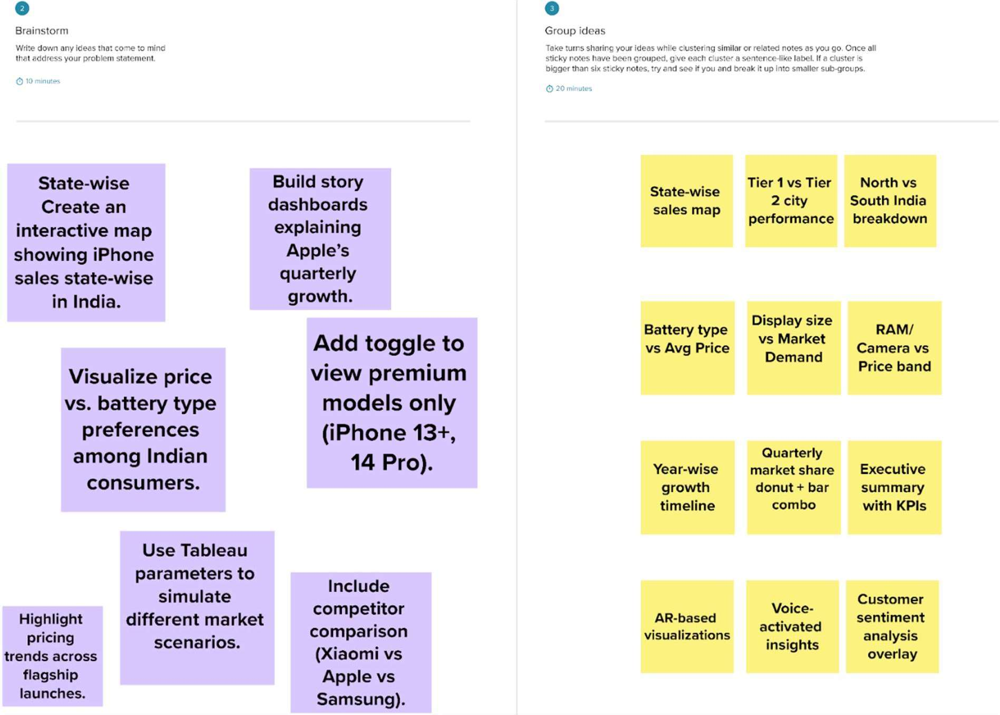 2
Brainstorm
Write down any ideas that come to mind
that address your problem statement.
10 minutes
State-wise
Create an
interactive map
showing iPhone
sales state-wise
in India.
Build story
dashboards
explaining
Apple’s
quarterly
growth.
Add toggle to
view premium
models only
(iPhone 13+,
14 Pro).
Visualize price
vs. battery type
preferences
among Indian
consumers.
Use Tableau
parameters to
simulate
different market
scenarios.
Include
competitor
comparison
(Xiaomi vs
Apple vs
Samsung).
Highlight
pricing
trends across
flagship
launches.
3
Group ideas
Take turns sharing your ideas while clustering similar or related notes as you go. Once all
sticky notes have been grouped, give each cluster a sentence-like label. If a cluster is
bigger than six sticky notes, try and see if you and break it up into smaller sub-groups.
20 minutes
State-wise
sales map
Tier 1 vs Tier
2 city
performance
North vs
South India
breakdown
Battery type
vs Avg Price
Display size
vs Market
Demand
RAM/
Camera vs
Price band
Year-wise
growth
timeline
Quarterly
market share
donut + bar
combo
Executive
summary
with KPIs
AR-based
visualizations
Voice-
activated
insights
Customer
sentiment
analysis
overlay